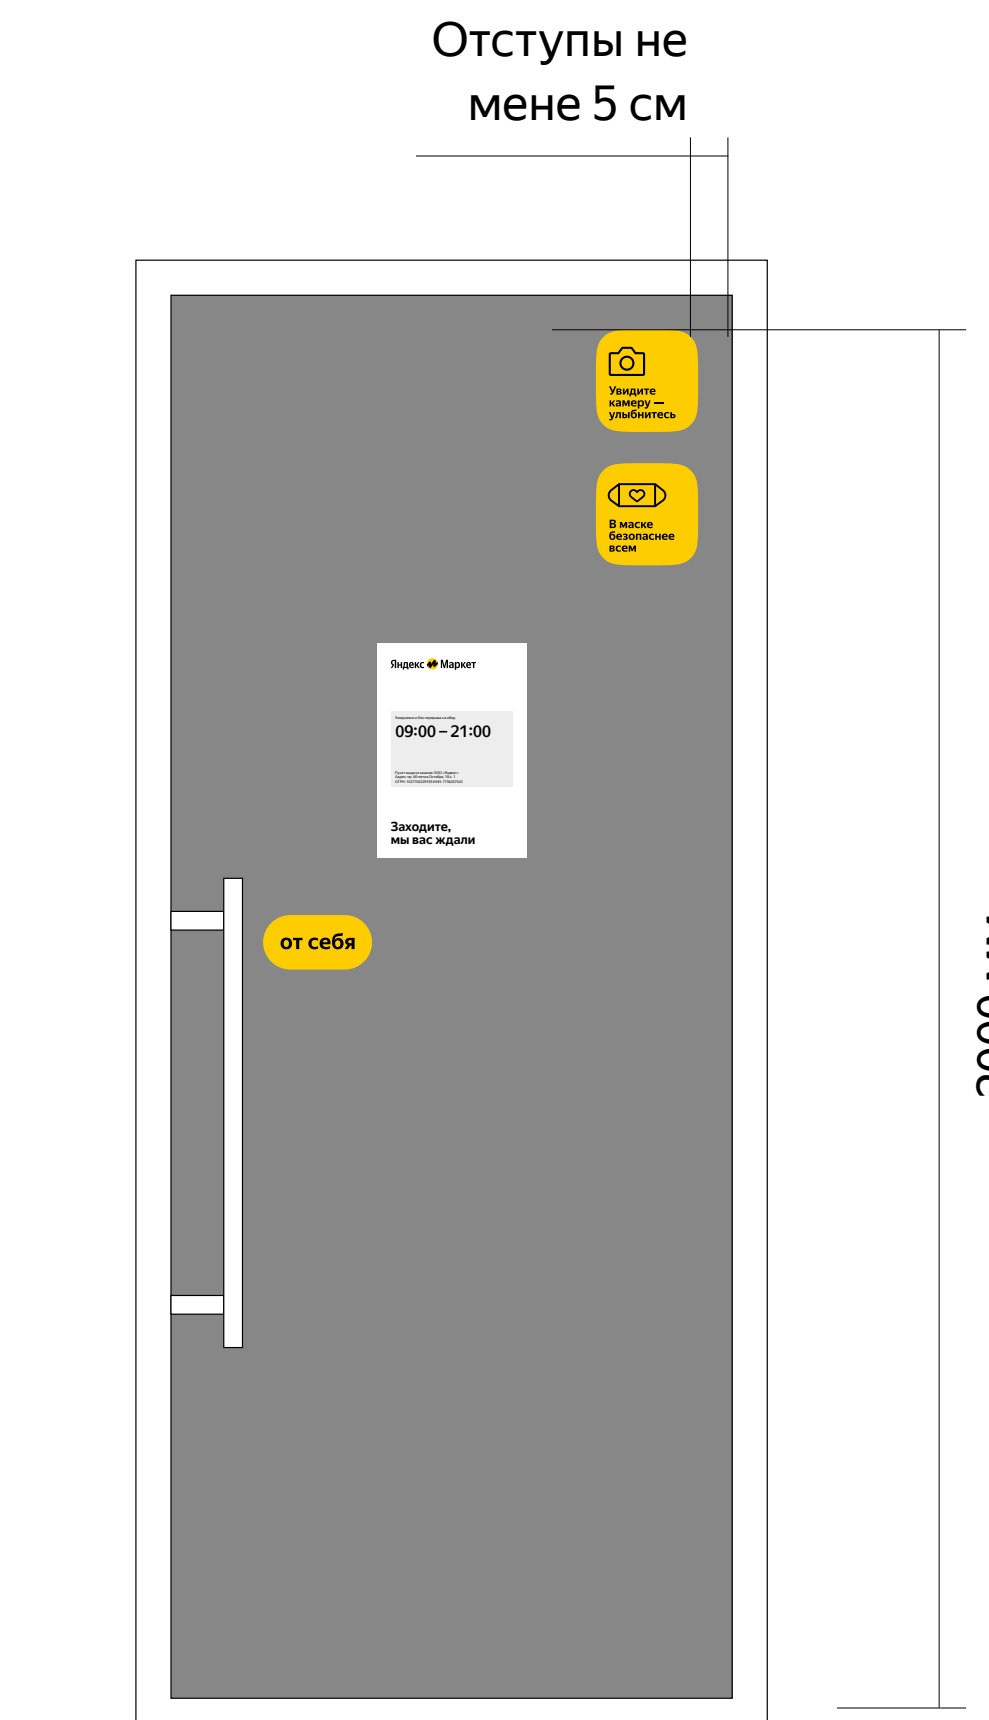 Отступы не
мене 5 см
Увидите
камеру —
улыбнитесь
В маске
безопаснее
всем
Яндекс Маркет
09:00 – 21:00
Заходите,
мы вас ждали
от себя